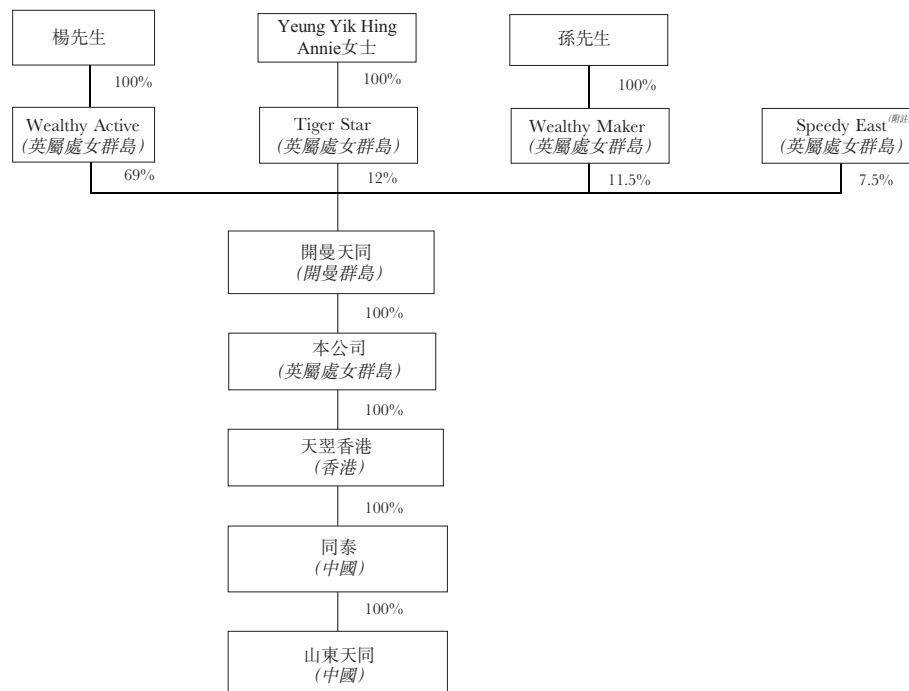 楊先生
Yeung Yik Hing
Annie女士
孫先生
100%
100%
100%
Wealthy Active
(英屬處女群島)
Tiger Star
(英屬處女群島)
Wealthy Maker
(英屬處女群島)
Speedy East(附註)
(英屬處女群島)
69%
12%
11.5%
7.5%
開曼天同
(開曼群島)
100%
本公司
(英屬處女群島)
100%
天翌香港
(香港)
100%
同泰
(中國)
100%
山東天同
(中國)